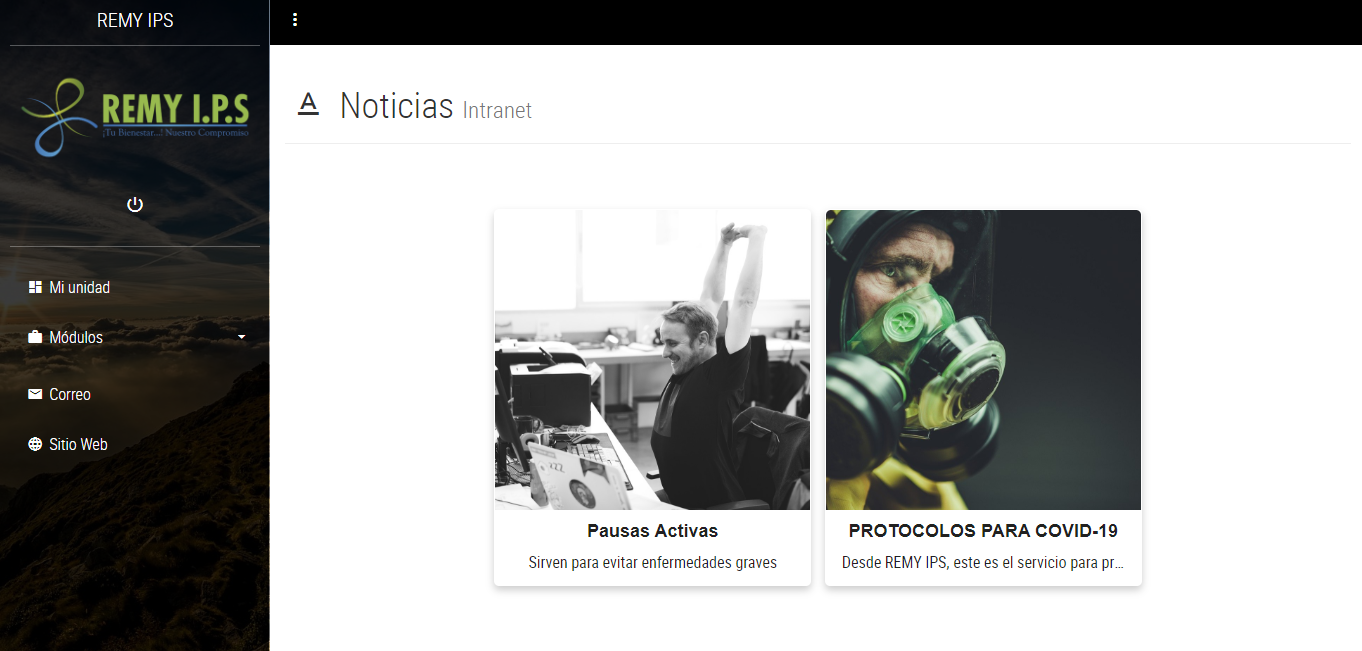 REMY IPS
REMY I.P.S
¡Tu Bienestar...! Nuestro Compromiso
Mi unidad
Módulos
Correo
Sitio Web
A Noticias Intranet
Pausas Activas
Sirven para evitar enfermedades graves
PROTOCOLOS PARA COVID-19
Desde REMY IPS, este es el servicio para pr...